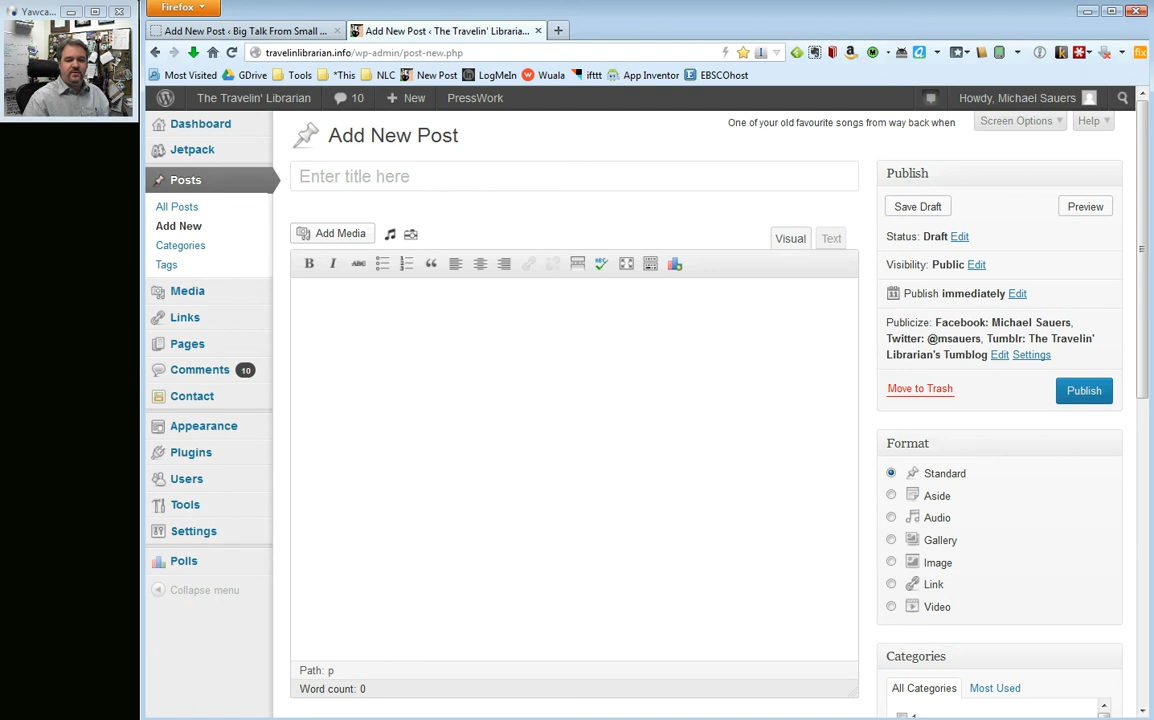 Yawca...
Firefox
Add New Post ‹ Big Talk From Small ...
Add New Post ‹ The Travelin' Libraria...
travelinlibrarian.info/wp-admin/post-new.php
Most Visited GDrive Tools *This NLC New Post LogMeIn Wuala ifttt App Inventor EBSCOhost
The Travelin' Librarian 10 New PressWork Howdy, Michael Sauers
Dashboard
Jetpack
Posts
All Posts
Add New
Categories
Tags
Media
Links
Pages
Comments 10
Contact
Appearance
Plugins
Users
Tools
Settings
Polls
Collapse menu
One of your old favourite songs from way back when
Screen Options
Help
Add New Post
Enter title here
Add Media
Visual
Text
B I ABC
ABC
Path: p
Word count: 0
Publish
Save Draft
Preview
Status: Draft Edit
Visibility: Public Edit
11 Publish immediately Edit
Publicize: Facebook: Michael Sauers,
Twitter: @msauers, Tumblr: The Travelin'
Librarian's Tumblog Edit Settings
Move to Trash
Publish
Format
Standard
Aside
Audio
Gallery
Image
Link
Video
Categories
All Categories
Most Used
fix